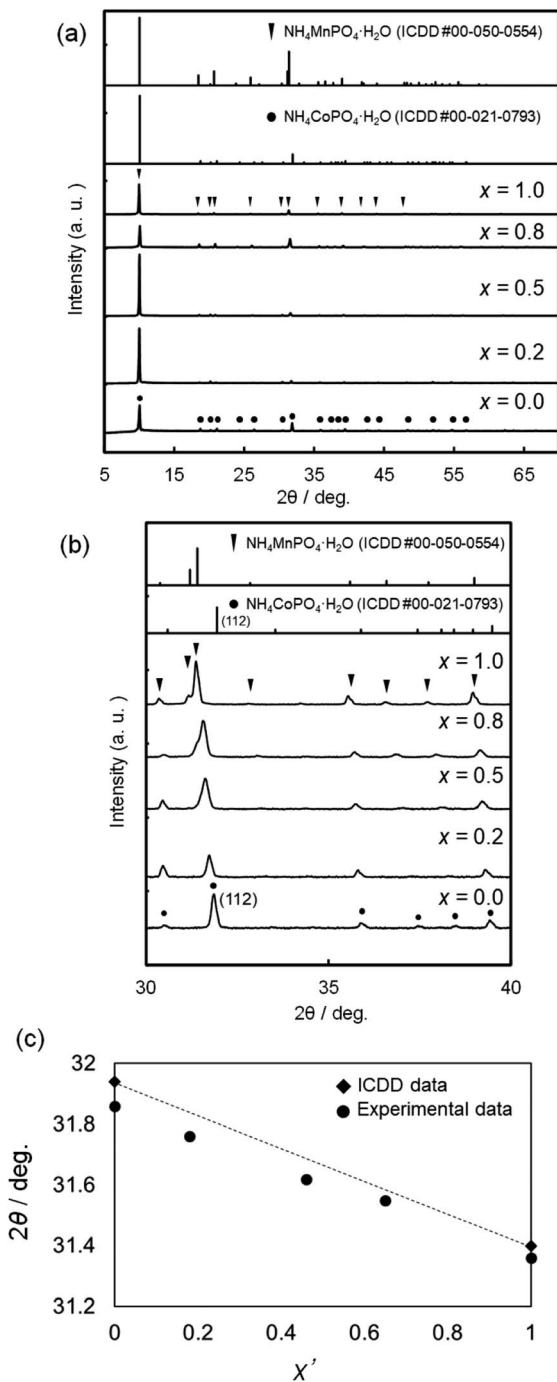 (a)
▼ NH₄MnPO₄·H₂O (ICDD #00-050-0554)
● NH₄CoPO₄·H₂O (ICDD #00-021-0793)
x = 1.0
x = 0.8
x = 0.5
x = 0.2
x = 0.0
Intensity (a. u.)
5 15 25 35 45 55 65
2θ / deg.
(b)
▼ NH₄MnPO₄·H₂O (ICDD #00-050-0554)
● NH₄CoPO₄·H₂O (ICDD #00-021-0793)
(112)
x = 1.0
x = 0.8
x = 0.5
x = 0.2
x = 0.0
(112)
Intensity (a. u.)
30 35 40
2θ / deg.
(c)
◆ ICDD data
● Experimental data
32
31.8
31.6
31.4
31.2
2θ / deg.
0 0.2 0.4 0.6 0.8 1
x’